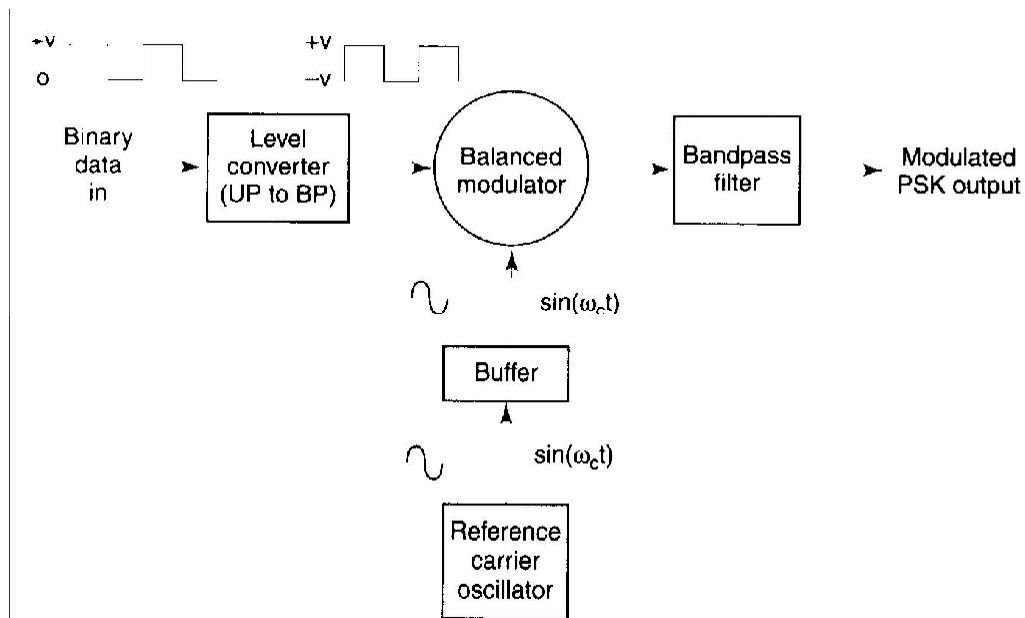 +V
O
+V
−V
Binary
data
in
Level
converter
(UP to BP)
Balanced
modulator
Bandpass
filter
Modulated
PSK output
sin(ωct)
Buffer
sin(ωct)
Reference
carrier
oscillator